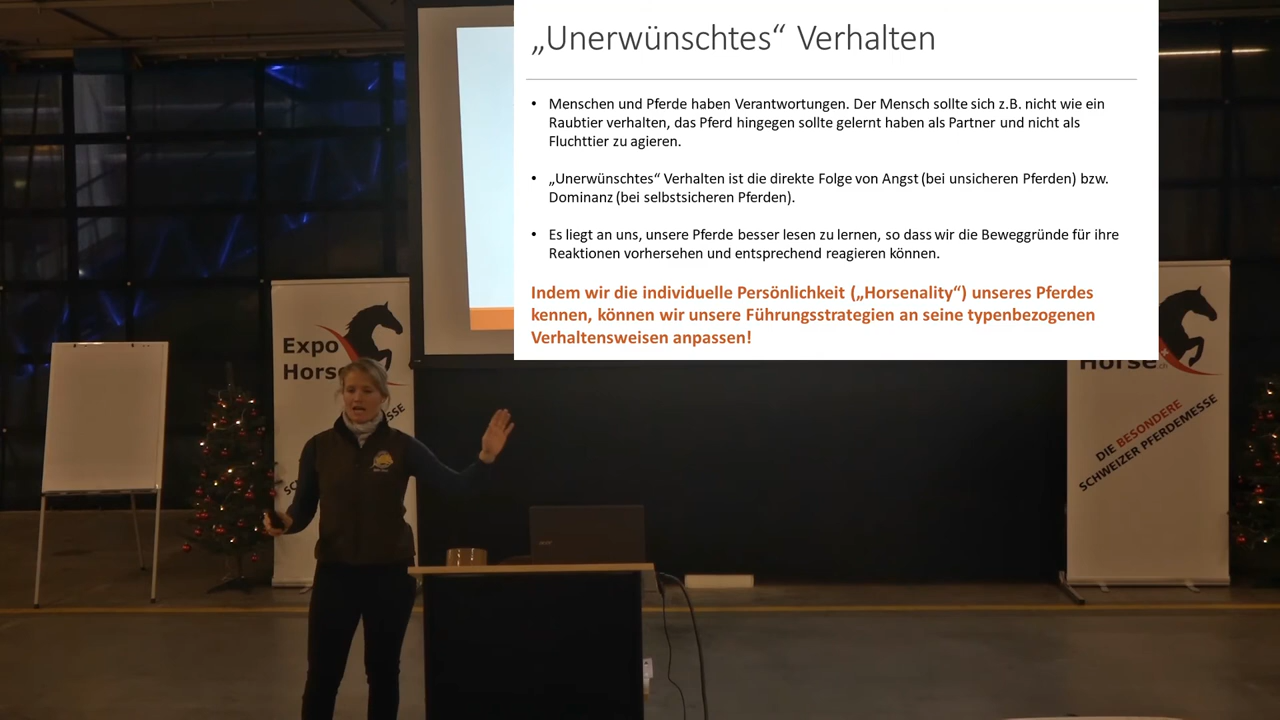 „Unerwünschtes“ Verhalten
• Menschen und Pferde haben Verantwortungen. Der Mensch sollte sich z.B. nicht wie ein
Raubtier verhalten, das Pferd hingegen sollte gelernt haben als Partner und nicht als
Fluchttier zu agieren.
• „Unerwünschtes“ Verhalten ist die direkte Folge von Angst (bei unsicheren Pferden) bzw.
Dominanz (bei selbstsicheren Pferden).
• Es liegt an uns, unsere Pferde besser lesen zu lernen, so dass wir die Beweggründe für ihre
Reaktionen vorhersehen und entsprechend reagieren können.
Indem wir die individuelle Persönlichkeit („Horsenality“) unseres Pferdes
kennen, können wir unsere Führungsstrategien an seine typenbezogenen
Verhaltensweisen anpassen!
Expo
Horse
Horse
DIE BESONDERE
SCHWEIZER PFERDEMESSE
acer